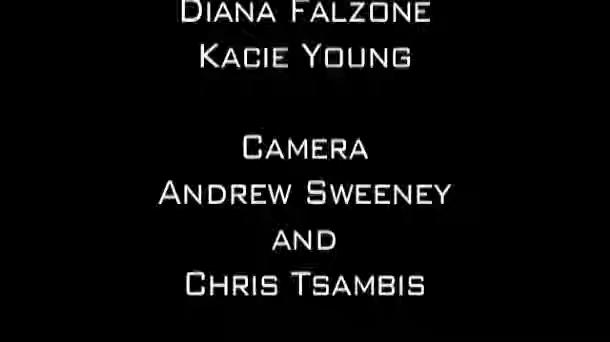 Diana Falzone
Kacie Young
Camera
Andrew Sweeney
and
Chris Tsambis